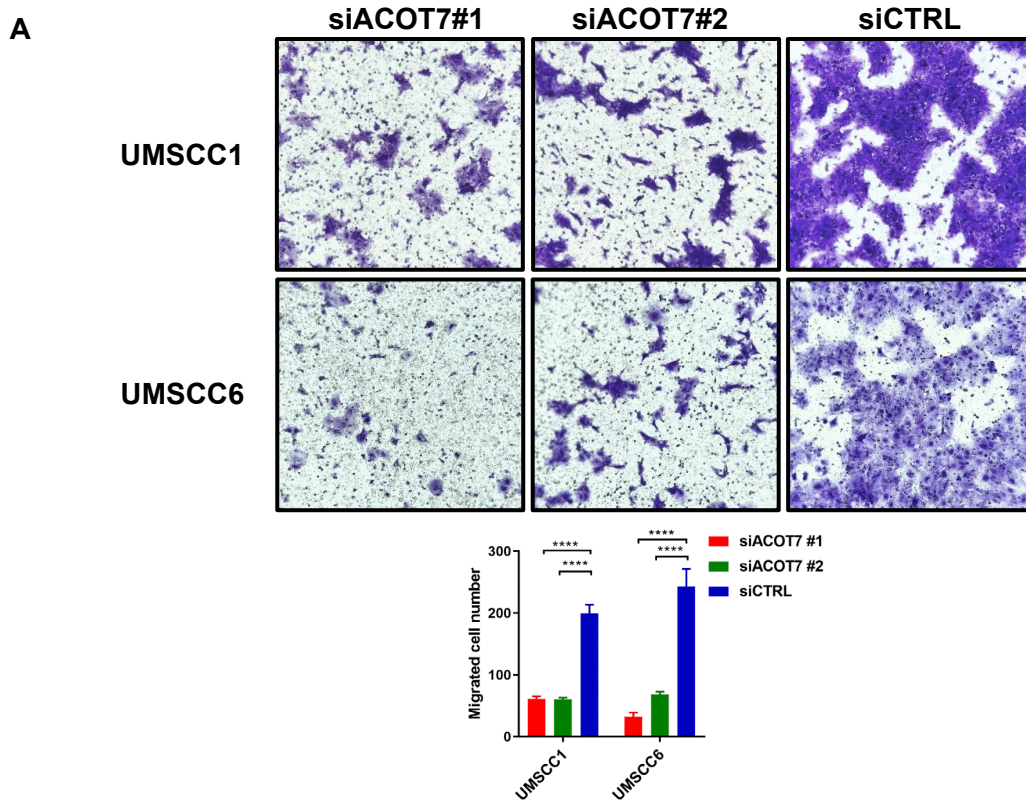 A
siACOT7#1 siACOT7#2 siCTRL
UMSCC1
UMSCC6
**** ****
**** ****
siACOT7 #1
siACOT7 #2
siCTRL
Migrated cell number
300
200
100
0
UMSCC1 UMSCC6